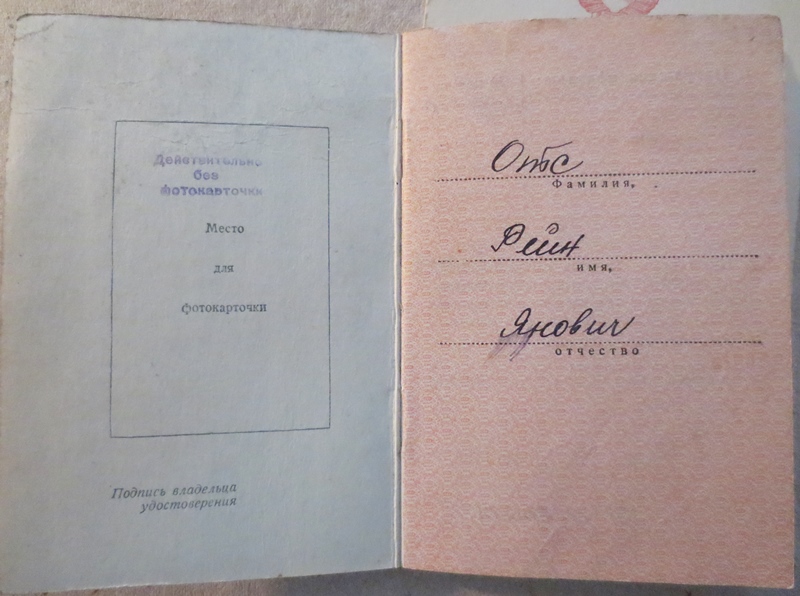 Действительно
без
фотокарточки
Место
для
фотокарточки
Подпись владельца
удостоверения
Отс
Фамилия,
Рейн
имя,
Янович
отчество